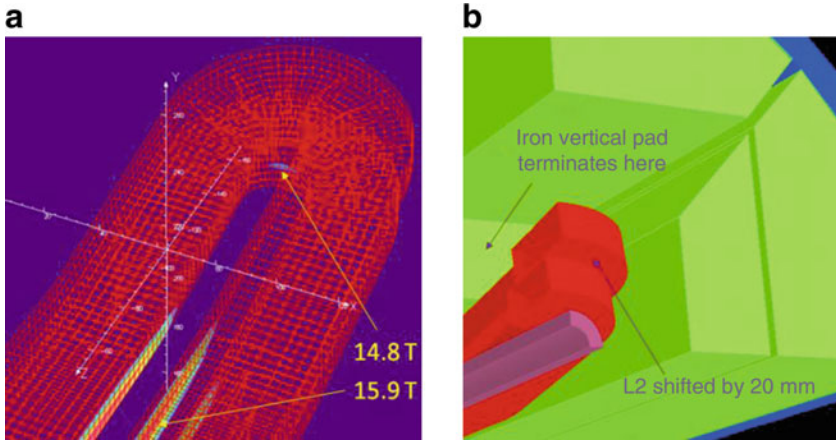 a
b
Y
X
Z
14.8 T
15.9 T
Iron vertical pad
terminates here
L2 shifted by 20 mm